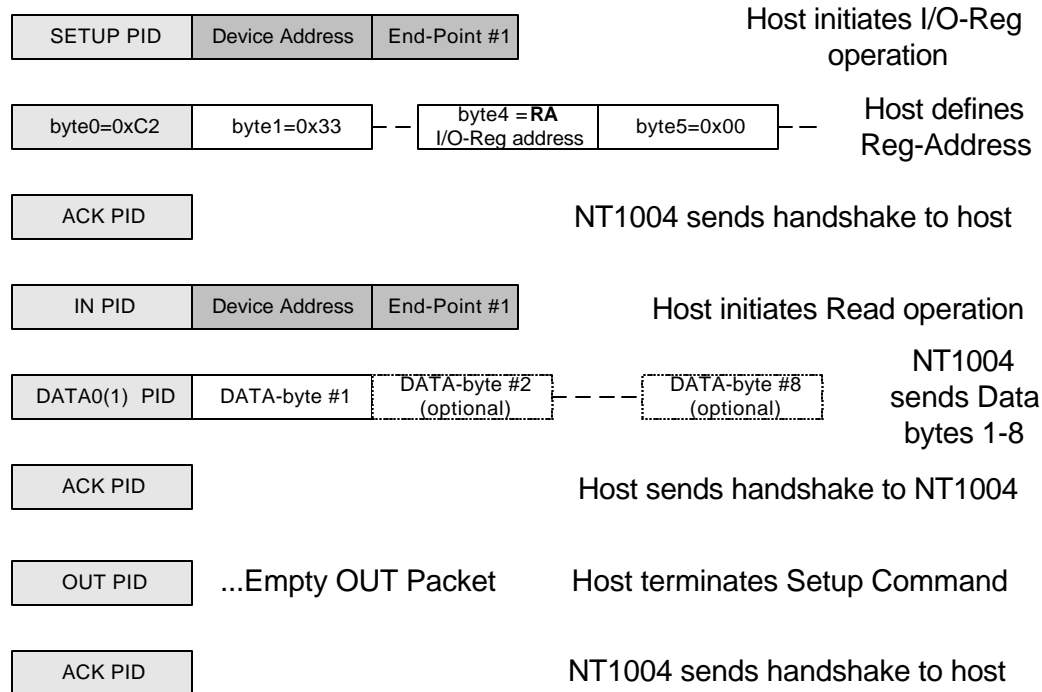 SETUP PID Device Address End-Point #1
Host initiates I/O-Reg
operation
byte0=0xC2 byte1=0x33 byte4 =RA
I/O-Reg address byte5=0x00
Host defines
Reg-Address
ACK PID NT1004 sends handshake to host
IN PID Device Address End-Point #1 Host initiates Read operation
DATA0(1) PID DATA-byte #1 DATA-byte #2
(optional) DATA-byte #8
(optional)
NT1004
sends Data
bytes 1-8
ACK PID Host sends handshake to NT1004
OUT PID ...Empty OUT Packet Host terminates Setup Command
ACK PID NT1004 sends handshake to host